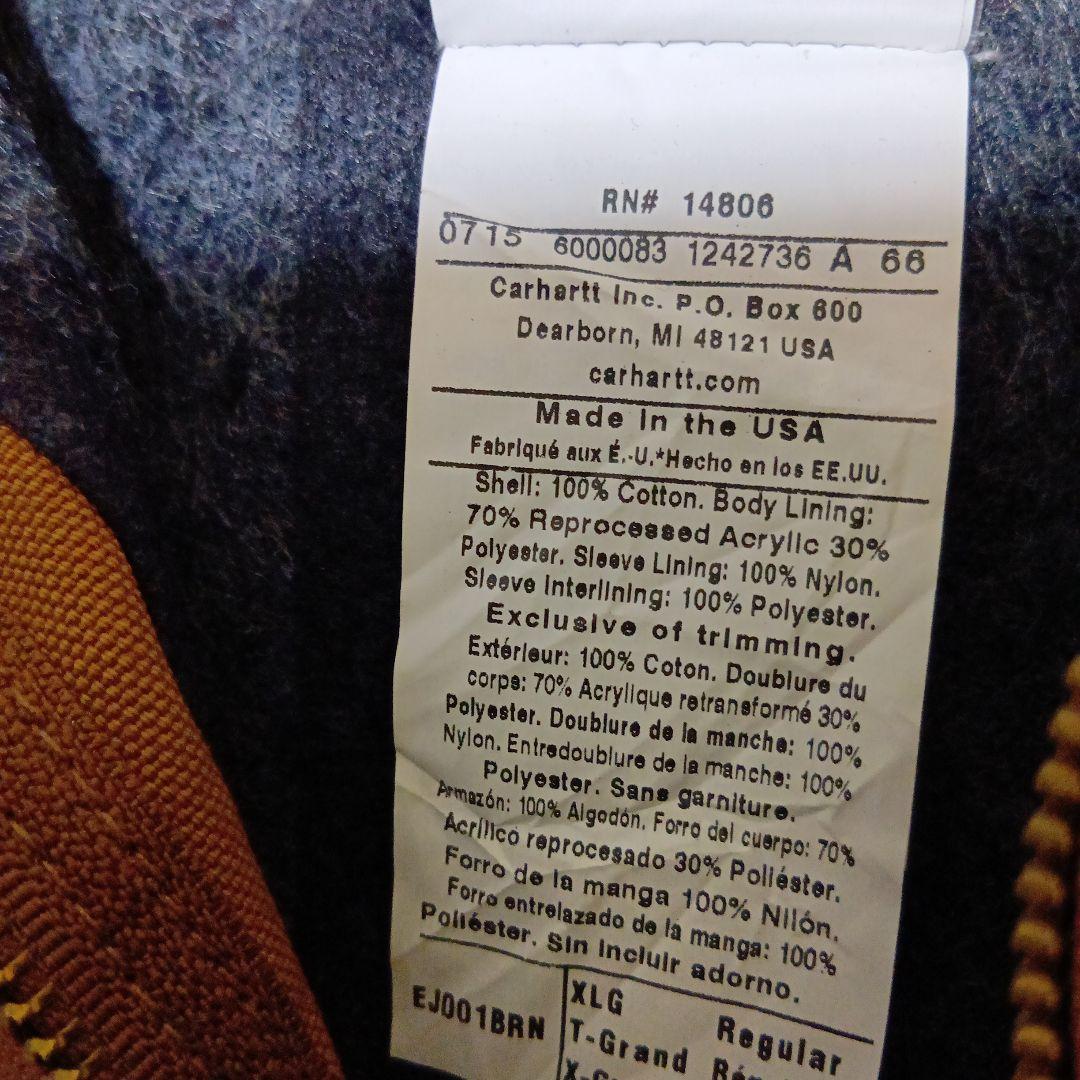 RN# 14806
0715 6000083 1242736 A 66
Carhartt Inc. P.O. Box 600
Dearborn, MI 48121 USA
carhartt.com
Made in the USA
Fabriqué aux É.-U.*Hecho en los EE.UU.
Shell: 100% Cotton. Body Lining:
70% Reprocessed Acrylic 30%
Polyester. Sleeve Lining: 100% Nylon.
Sleeve Interlining: 100% Polyester.
Exclusive of trimming.
Extérieur: 100% Coton. Doublure du
corps: 70% Acrylique retransformé 30%
Polyester. Doublure de la manche: 100%
Nylon. Entredoublure de la manche: 100%
Polyester. Sans garniture.
Armazón: 100% Algodón. Forro del cuerpo: 70%
Acrílico reprocesado 30% Poliéster.
Forro de la manga 100% Nilón.
Forro entrelazado de la manga: 100%
Poliéster. Sin incluir adorno.
EJ001BRN XLG Regular
T-Grand